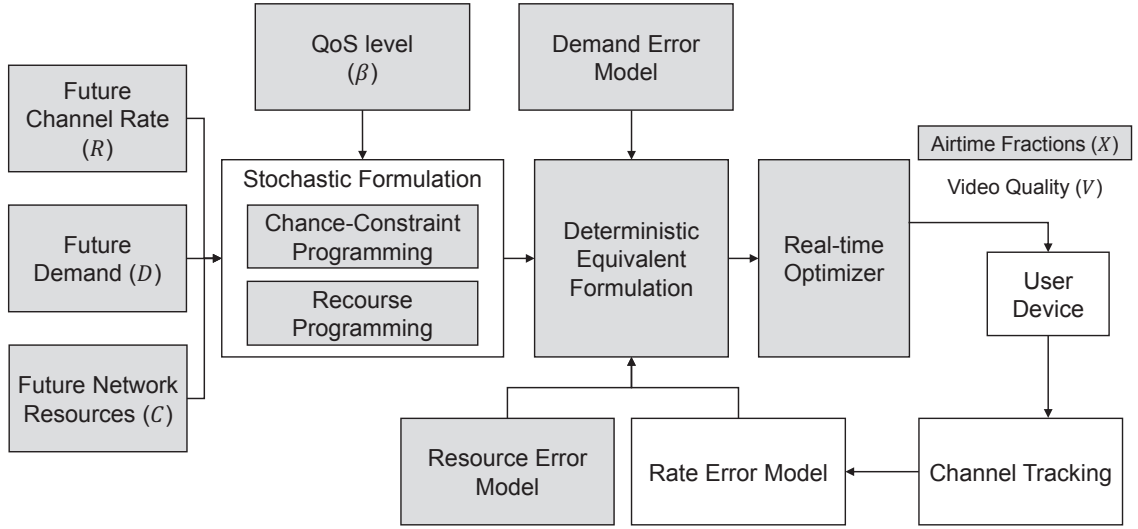 QoS level
(β)
Demand Error
Model
Future
Channel Rate
(R)
Airtime Fractions (X)
Video Quality (V)
Stochastic Formulation
Chance-Constraint
Programming
Recourse
Programming
Future
Demand (D)
Deterministic
Equivalent
Formulation
Real-time
Optimizer
User
Device
Future Network
Resources (C)
Resource Error
Model
Rate Error Model
Channel Tracking